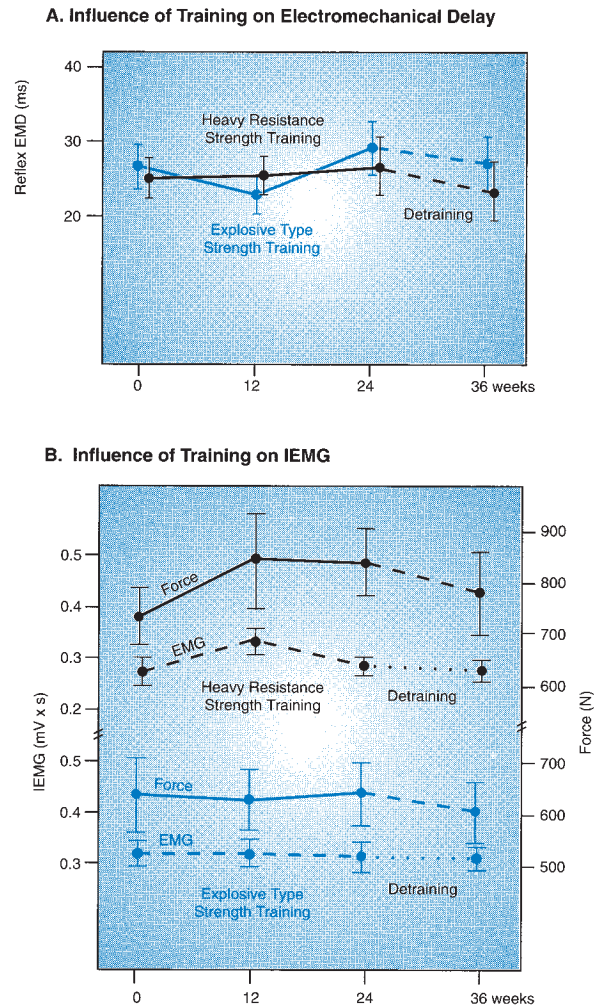 A. Influence of Training on Electromechanical Delay
Reflex EMD (ms)
40
30
20
Heavy Resistance
Strength Training
Explosive Type
Strength Training
Detraining
0 12 24 36 weeks
B. Influence of Training on IEMG
IEMG (mV x s)
0.5
0.4
0.3
0.2
0.5
0.4
0.3
Force
EMG
Heavy Resistance
Strength Training
Detraining
Force
EMG
Explosive Type
Strength Training
Detraining
900
800
700
600
700
600
500
Force (N)
0 12 24 36 weeks